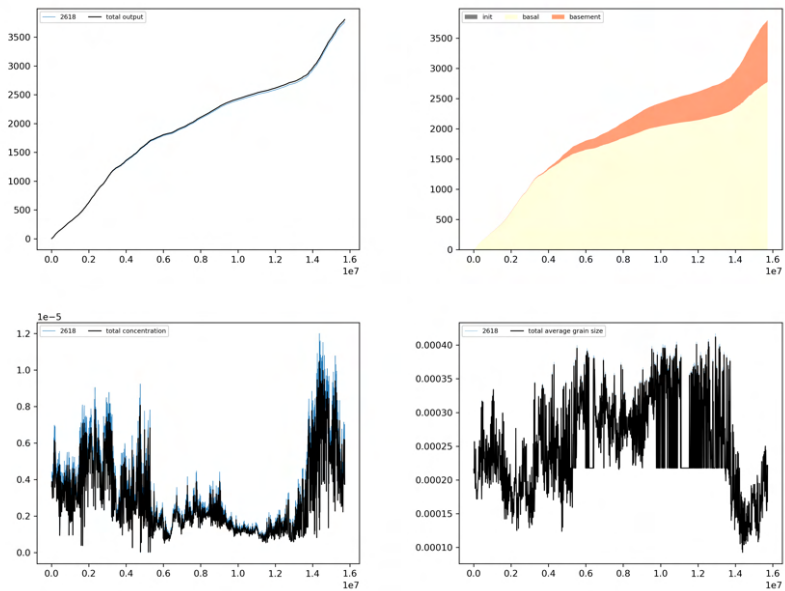 2618 total output
3500
3000
2500
2000
1500
1000
500
0
0.0 0.2 0.4 0.6 0.8 1.0 1.2 1.4 1.6
1e7
init basal basement
3500
3000
2500
2000
1500
1000
500
0
0.0 0.2 0.4 0.6 0.8 1.0 1.2 1.4 1.6
1e7
1e−5
2618 total concentration
1.2
1.0
0.8
0.6
0.4
0.2
0.0
0.0 0.2 0.4 0.6 0.8 1.0 1.2 1.4 1.6
1e7
2618 total average grain size
0.00040
0.00035
0.00030
0.00025
0.00020
0.00015
0.00010
0.0 0.2 0.4 0.6 0.8 1.0 1.2 1.4 1.6
1e7